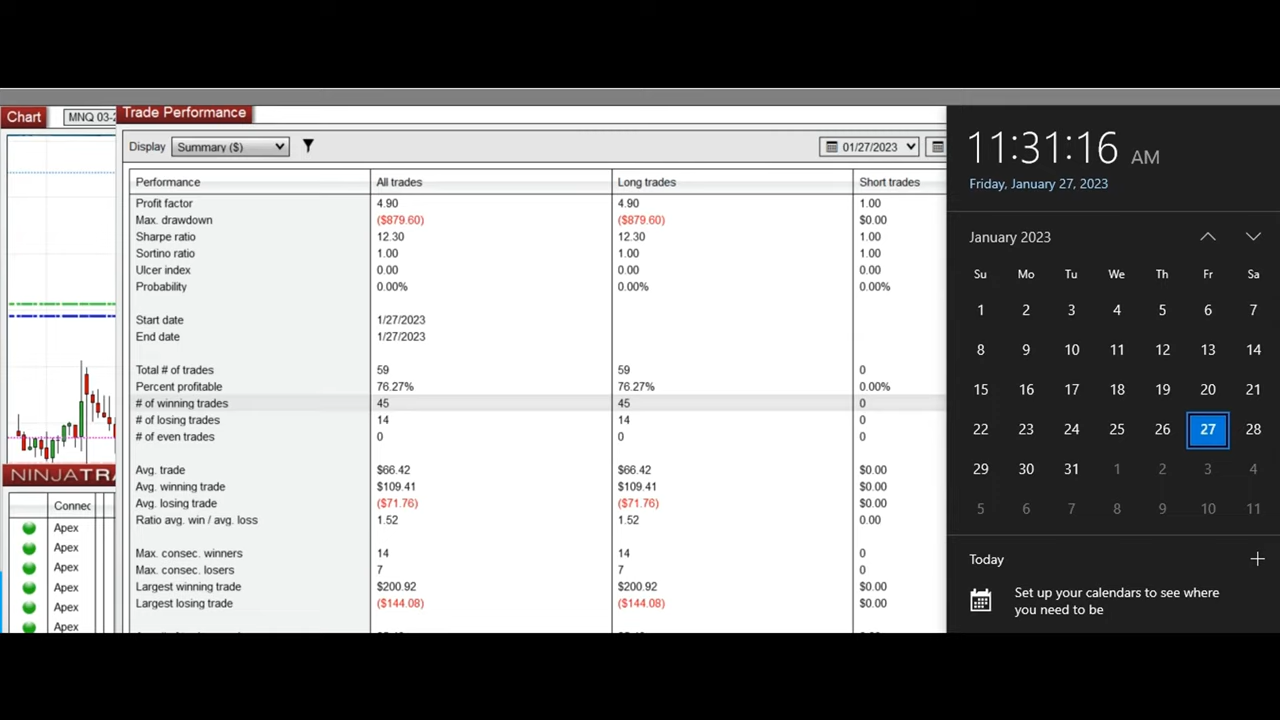 Chart
MNQ 03-2
Trade Performance
Display Summary ($) 01/27/2023
Performance All trades Long trades Short trades
Profit factor 4.90 4.90 1.00
Max. drawdown ($879.60) ($879.60) $0.00
Sharpe ratio 12.30 12.30 1.00
Sortino ratio 1.00 1.00 1.00
Ulcer index 0.00 0.00 0.00
Probability 0.00% 0.00% 0.00%
Start date 1/27/2023
End date 1/27/2023
Total # of trades 59 59 0
Percent profitable 76.27% 76.27% 0.00%
# of winning trades 45 45 0
# of losing trades 14 14 0
# of even trades 0 0 0
Avg. trade $66.42 $66.42 $0.00
Avg. winning trade $109.41 $109.41 $0.00
Avg. losing trade ($71.76) ($71.76) $0.00
Ratio avg. win / avg. loss 1.52 1.52 0.00
Max. consec. winners 14 14 0
Max. consec. losers 7 7 0
Largest winning trade $200.92 $200.92 $0.00
Largest losing trade ($144.08) ($144.08) $0.00
NINJATRA
Connec
Apex
Apex
Apex
Apex
Apex
Apex
11:31:16 AM
Friday, January 27, 2023
January 2023
Su Mo Tu We Th Fr Sa
1 2 3 4 5 6 7
8 9 10 11 12 13 14
15 16 17 18 19 20 21
22 23 24 25 26 27 28
29 30 31 1 2 3 4
5 6 7 8 9 10 11
Today
Set up your calendars to see where
you need to be